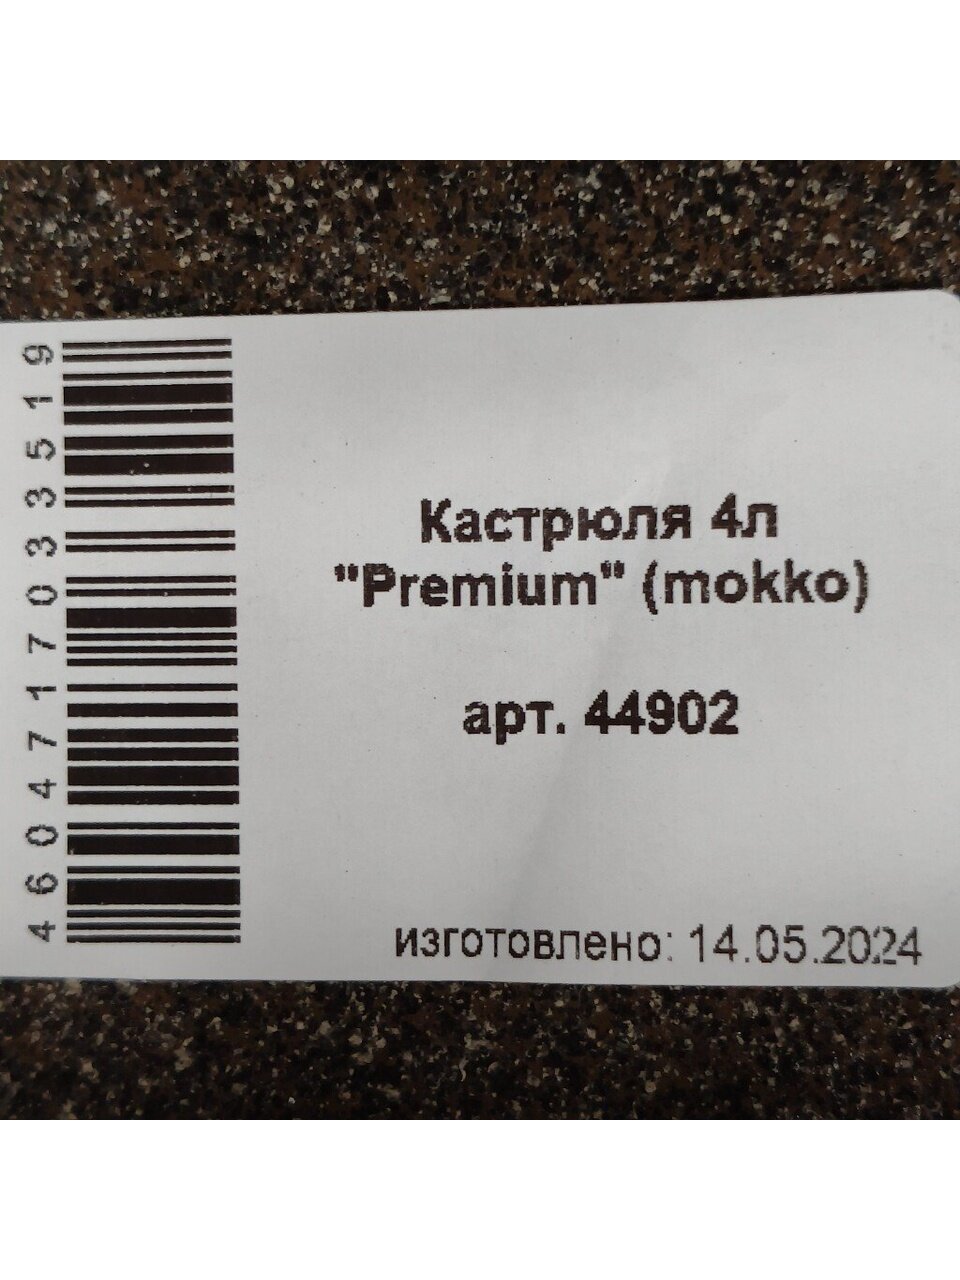 4604717033519
Кастрюля 4л
"Premium" (mokko)
арт. 44902
изготовлено: 14.05.2024